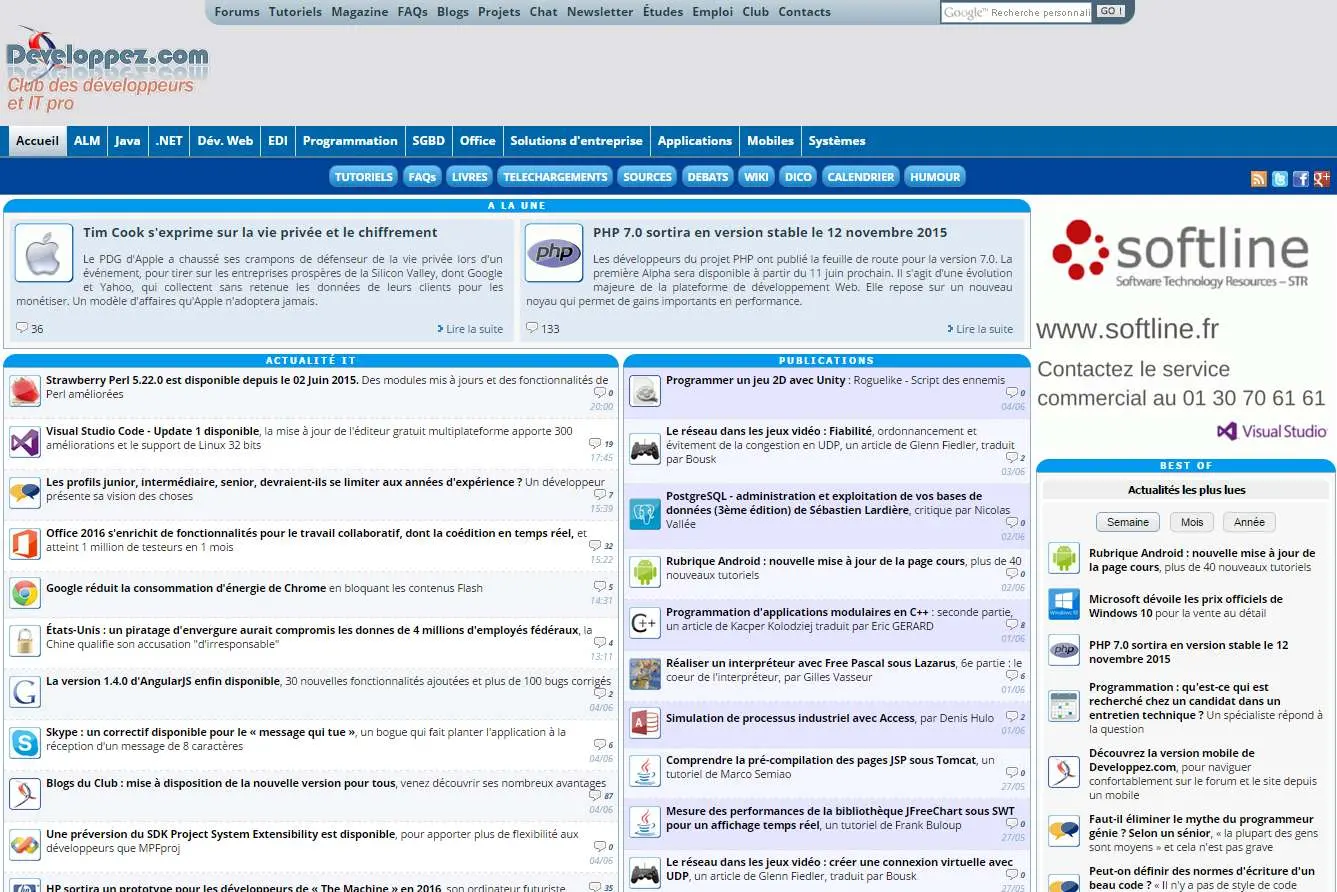 Forums Tutoriels Magazine FAQs Blogs Projets Chat Newsletter Études Emploi Club Contacts
Google™ Recherche personnali GO !
Developpez.com
Club des développeurs
et IT pro
Accueil ALM Java .NET Dév. Web EDI Programmation SGBD Office Solutions d'entreprise Applications Mobiles Systèmes
TUTORIELS FAQs LIVRES TELECHARGEMENTS SOURCES DEBATS WIKI DICO CALENDRIER HUMOUR
A LA UNE
Tim Cook s'exprime sur la vie privée et le chiffrement
Le PDG d'Apple a chaussé ses crampons de défenseur de la vie privée lors d'un
événement, pour tirer sur les entreprises prospères de la Silicon Valley, dont Google
et Yahoo, qui collectent sans retenue les données de leurs clients pour les
monétiser. Un modèle d'affaires qu'Apple n'adoptera jamais.
36 Lire la suite
php
PHP 7.0 sortira en version stable le 12 novembre 2015
Les développeurs du projet PHP ont publié la feuille de route pour la version 7.0. La
première Alpha sera disponible à partir du 11 juin prochain. Il s'agit d'une évolution
majeure de la plateforme de développement Web. Elle repose sur un nouveau
noyau qui permet de gains importants en performance.
133 Lire la suite
ACTUALITÉ IT
Strawberry Perl 5.22.0 est disponible depuis le 02 Juin 2015. Des modules mis à jours et des fonctionnalités de
Perl améliorées 0
20:00
Visual Studio Code - Update 1 disponible, la mise à jour de l'éditeur gratuit multiplateforme apporte 300
améliorations et le support de Linux 32 bits 19
17:45
Les profils junior, intermédiaire, senior, devraient-ils se limiter aux années d'expérience ? Un développeur
présente sa vision des choses 7
15:39
Office 2016 s'enrichit de fonctionnalités pour le travail collaboratif, dont la coédition en temps réel, et
atteint 1 million de testeurs en 1 mois 32
15:22
Google réduit la consommation d'énergie de Chrome en bloquant les contenus Flash 5
14:31
États-Unis : un piratage d'envergure aurait compromis les donnes de 4 millions d'employés fédéraux, la
Chine qualifie son accusation "d'irresponsable" 4
13:11
G
La version 1.4.0 d'AngularJS enfin disponible, 30 nouvelles fonctionnalités ajoutées et plus de 100 bugs corrigés
2
04/06
Skype : un correctif disponible pour le « message qui tue », un bogue qui fait planter l'application à la
réception d'un message de 8 caractères 6
04/06
Blogs du Club : mise à disposition de la nouvelle version pour tous, venez découvrir ses nombreux avantages
87
04/06
Une préversion du SDK Project System Extensibility est disponible, pour apporter plus de flexibilité aux
développeurs que MPFproj 0
04/06
HP sortira un prototype pour les développeurs de « The Machine » en 2016, son ordinateur futuriste 35
PUBLICATIONS
Programmer un jeu 2D avec Unity : Roguelike - Script des ennemis
0
04/06
Le réseau dans les jeux vidéo : Fiabilité, ordonnancement et
évitement de la congestion en UDP, un article de Glenn Fiedler, traduit
par Bousk 2
03/06
PostgreSQL - administration et exploitation de vos bases de
données (3ème édition) de Sébastien Lardière, critique par Nicolas
Vallée 0
02/06
Rubrique Android : nouvelle mise à jour de la page cours, plus de 40
nouveaux tutoriels 0
02/06
C++
Programmation d'applications modulaires en C++ : seconde partie,
un article de Kacper Kolodziej traduit par Eric GERARD 8
01/06
Réaliser un interpréteur avec Free Pascal sous Lazarus, 6e partie : le
coeur de l'interpréteur, par Gilles Vasseur 6
01/06
Simulation de processus industriel avec Access, par Denis Hulo 2
01/06
Comprendre la pré-compilation des pages JSP sous Tomcat, un
tutoriel de Marco Semiao 0
27/05
Mesure des performances de la bibliothèque JFreeChart sous SWT
pour un affichage temps réel, un tutoriel de Frank Buloup 0
27/05
Le réseau dans les jeux vidéo : créer une connexion virtuelle avec
UDP, un article de Glenn Fiedler, traduit par Bousk 0
27/05
softline
Software Technology Resources – STR
www.softline.fr
Contactez le service
commercial au 01 30 70 61 61
Visual Studio
BEST OF
Actualités les plus lues
Semaine Mois Année
Rubrique Android : nouvelle mise à jour de
la page cours, plus de 40 nouveaux tutoriels
Microsoft dévoile les prix officiels de
Windows 10 pour la vente au détail
php
PHP 7.0 sortira en version stable le 12
novembre 2015
Programmation : qu'est-ce qui est
recherché chez un candidat dans un
entretien technique ? Un spécialiste répond à
la question
Découvrez la version mobile de
Developpez.com, pour naviguer
confortablement sur le forum et le site depuis
un mobile
Faut-il éliminer le mythe du programmeur
génie ? Selon un sénior, « la plupart des gens
sont moyens » et cela n'est pas grave
Peut-on définir des normes d'écriture d'un
beau code ? « Il n'y a pas de style de code